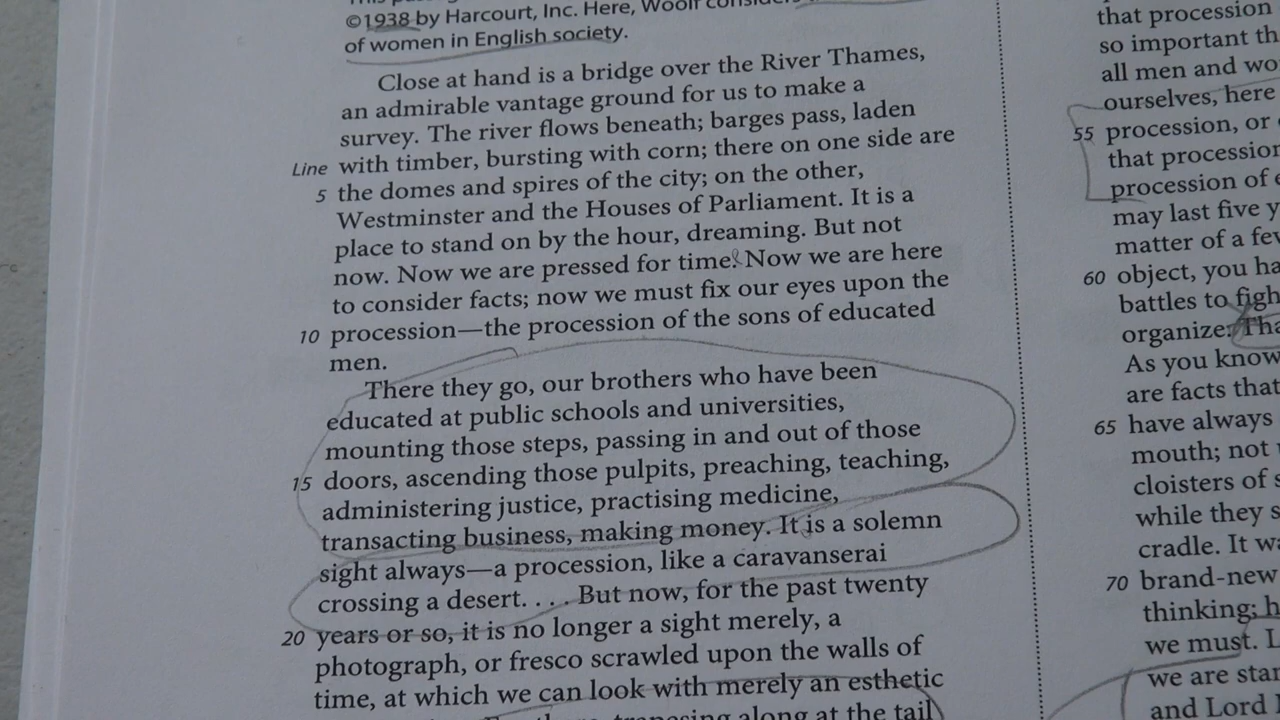 ©1938 by Harcourt, Inc. Here, Woolf
of women in English society.
Close at hand is a bridge over the River Thames,
an admirable vantage ground for us to make a
survey. The river flows beneath; barges pass, laden
Line with timber, bursting with corn; there on one side are
5 the domes and spires of the city; on the other,
Westminster and the Houses of Parliament. It is a
place to stand on by the hour, dreaming. But not
now. Now we are pressed for time. Now we are here
to consider facts; now we must fix our eyes upon the
10 procession—the procession of the sons of educated
men.
There they go, our brothers who have been
educated at public schools and universities,
mounting those steps, passing in and out of those
15 doors, ascending those pulpits, preaching, teaching,
administering justice, practising medicine,
transacting business, making money. It is a solemn
sight always—a procession, like a caravanserai
crossing a desert. . . . But now, for the past twenty
20 years or so, it is no longer a sight merely, a
photograph, or fresco scrawled upon the walls of
time, at which we can look with merely an esthetic
along at the tail
that procession
so important
all men and
ourselves, here
55 procession, or
that procession
procession of
may last five
matter of a
60 object, you
battles to
organize.
As you know
are facts that
65 have always
mouth; not
cloisters of
while they
cradle. It
70 brand-new
thinking;
we must.
we are
and Lord